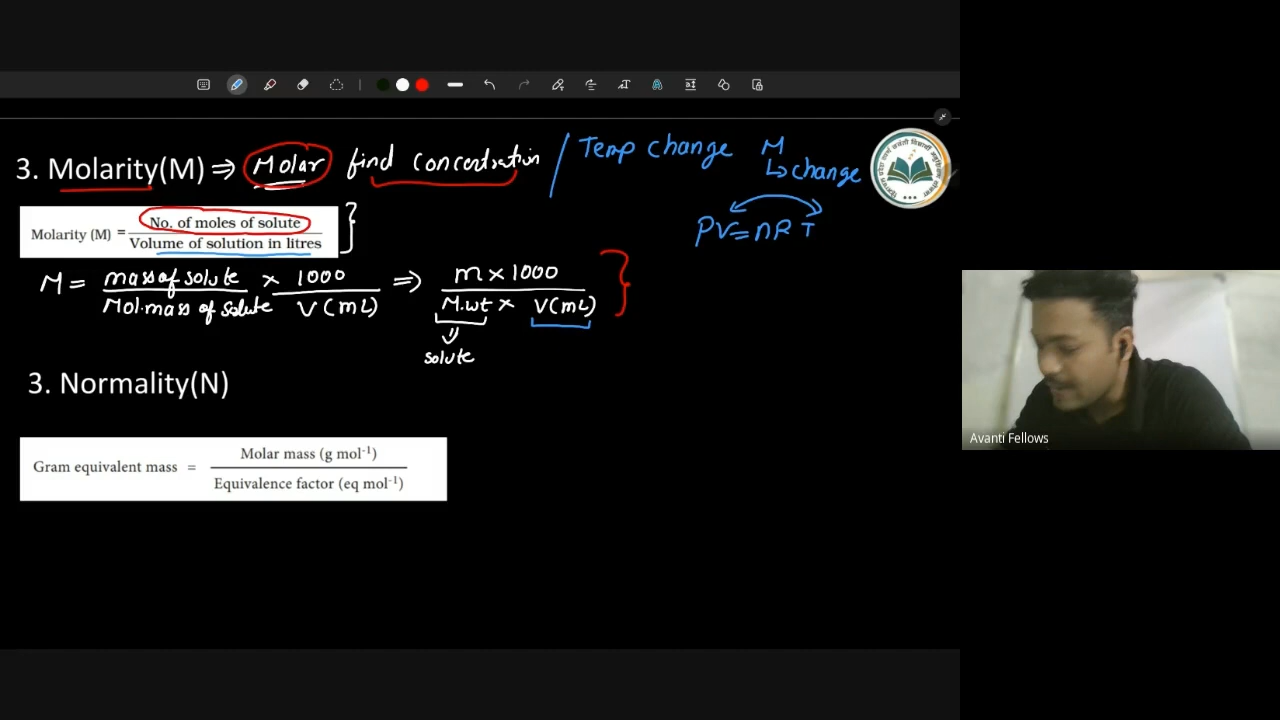 3. Molarity(M) ⇒ Molar find concentration / Temp change M
↳ change
PV = nRT
Molarity (M) = No. of moles of solute / Volume of solution in litres
M = mass of solute / Mol.mass of solute × 1000 / V(mL) ⇒ m × 1000 / M.wt × V(mL)
solute
3. Normality(N)
Gram equivalent mass = Molar mass (g mol⁻¹) / Equivalence factor (eq mol⁻¹)
Avanti Fellows